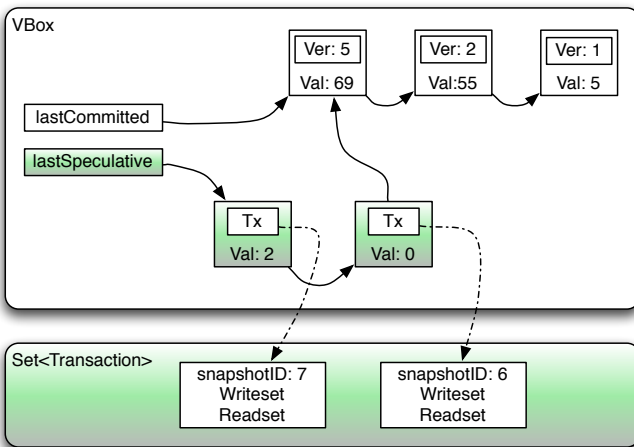 VBox
Ver: 5
Ver: 2
Ver: 1
Val: 69
Val:55
Val: 5
lastCommitted
lastSpeculative
Tx
Tx
Val: 2
Val: 0
Set<Transaction>
snapshotID: 7
Writeset
Readset
snapshotID: 6
Writeset
Readset